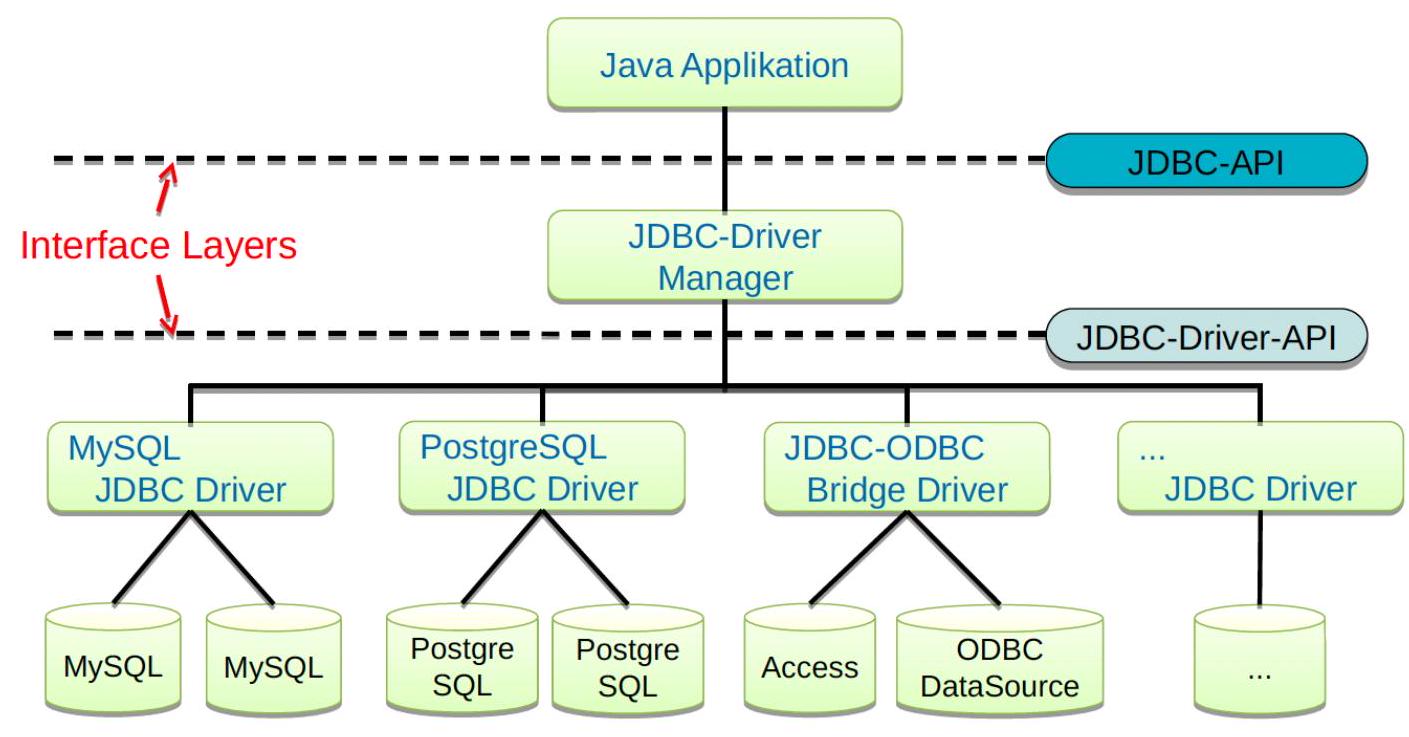 Java Applikation
JDBC-API
Interface Layers
JDBC-Driver
Manager
JDBC-Driver-API
MySQL
JDBC Driver
PostgreSQL
JDBC Driver
JDBC-ODBC
Bridge Driver
...
JDBC Driver
MySQL
MySQL
Postgre
SQL
Postgre
SQL
Access
ODBC
DataSource
...